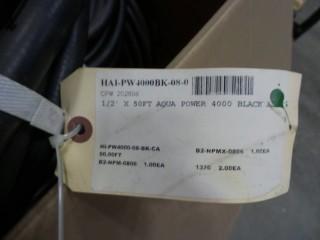 HAI-PW4000BK-08-0
CPW 202806
1/2' X 50FT AQUA POWER 4000 BLACK
HI-PW4000-08-BK-CA
50.00FT
B2-NPM-0806 1.00EA
B2-NPMX-0806 1.00EA
1370 2.00EA